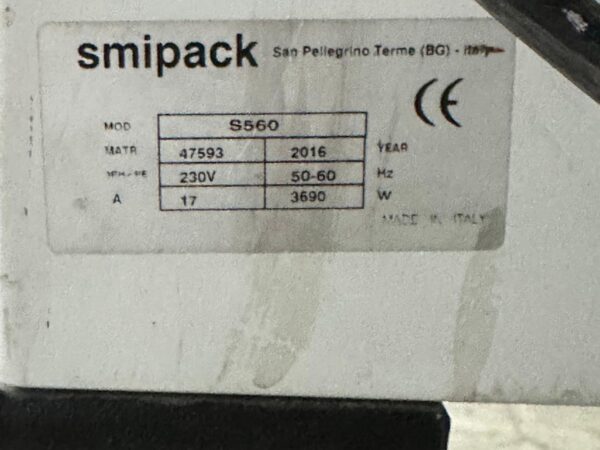 smipack San Pellegrino Terme (BG) - Italy
CE
MOD S560
MATR 47593 2016 YEAR
230V 50-60 Hz
A 17 3690 W
MADE IN ITALY